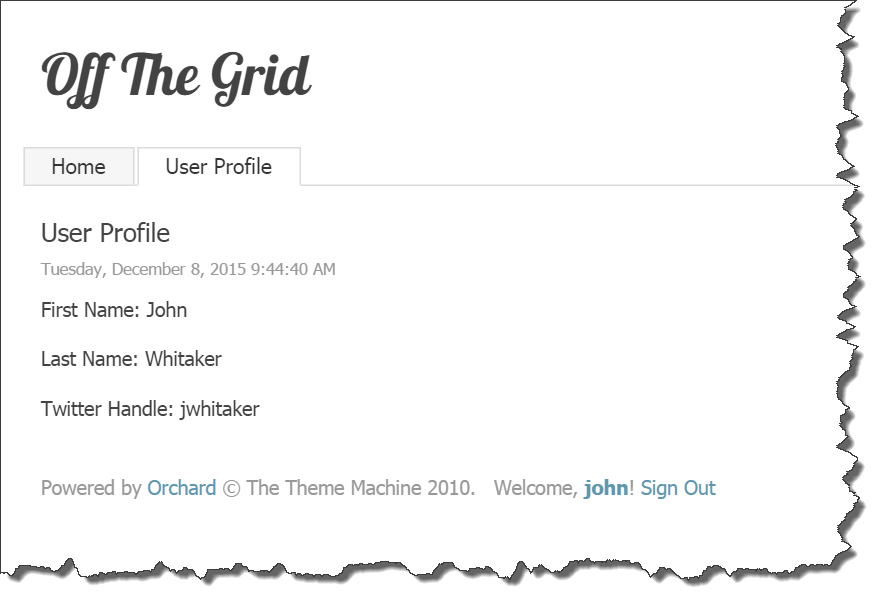 Off The Grid
Home User Profile
User Profile
Tuesday, December 8, 2015 9:44:40 AM
First Name: John
Last Name: Whitaker
Twitter Handle: jwhitaker
Powered by Orchard © The Theme Machine 2010. Welcome, john! Sign Out